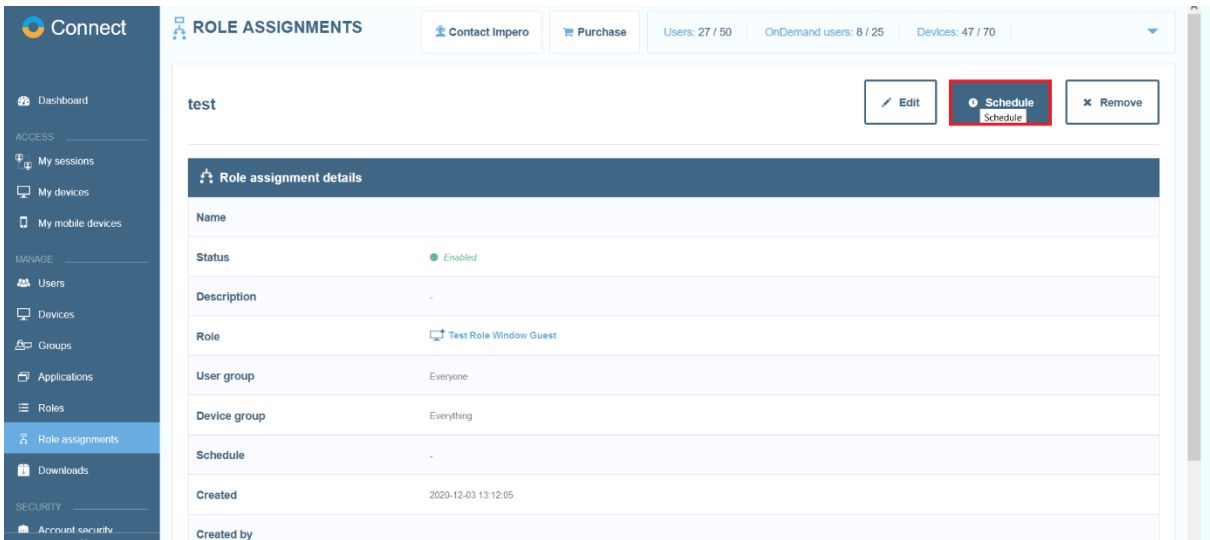 Connect
Dashboard
ACCESS
My sessions
My devices
My mobile devices
MANAGE
Users
Devices
Groups
Applications
Roles
Role assignments
Downloads
SECURITY
Account security
ROLE ASSIGNMENTS
Contact Impero
Purchase
Users: 27 / 50
OnDemand users: 8 / 25
Devices: 47 / 70
test
Edit
Schedule
Schedule
Remove
Role assignment details
Name
Status Enabled
Description -
Role Test Role Window Guest
User group Everyone
Device group Everything
Schedule -
Created 2020-12-03 13:12:05
Created by